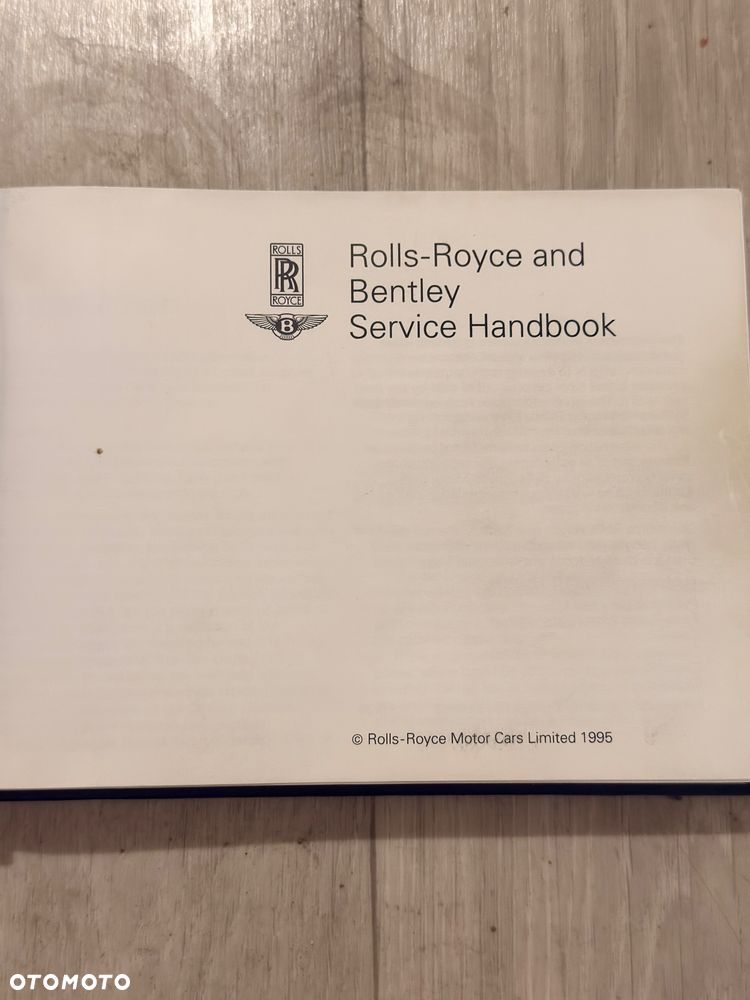 ROLLS
RR
ROYCE
B
Rolls-Royce and
Bentley
Service Handbook
© Rolls-Royce Motor Cars Limited 1995
OTOMOTO